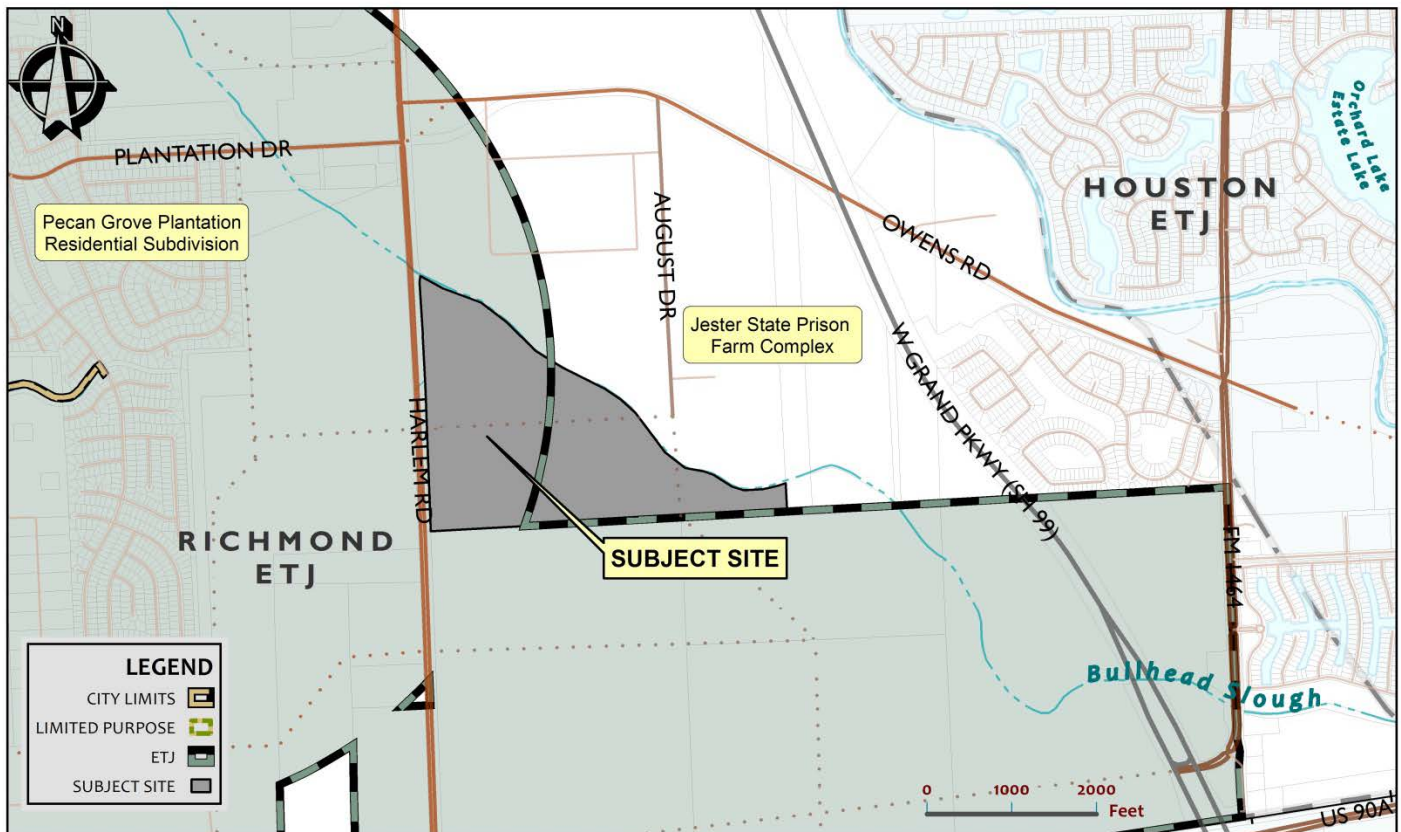 N
PLANTATION DR
Pecan Grove Plantation
Residential Subdivision
HARLEM RD
AUGUST DR
Jester State Prison
Farm Complex
OWENS RD
W GRAND PKWY (SH 99)
HOUSTON
ETJ
Orchard Lake
Estate Lake
FM 1464
RICHMOND
ETJ
SUBJECT SITE
Bullhead Slough
US 90A
LEGEND
CITY LIMITS
LIMITED PURPOSE
ETJ
SUBJECT SITE
0 1000 2000
Feet